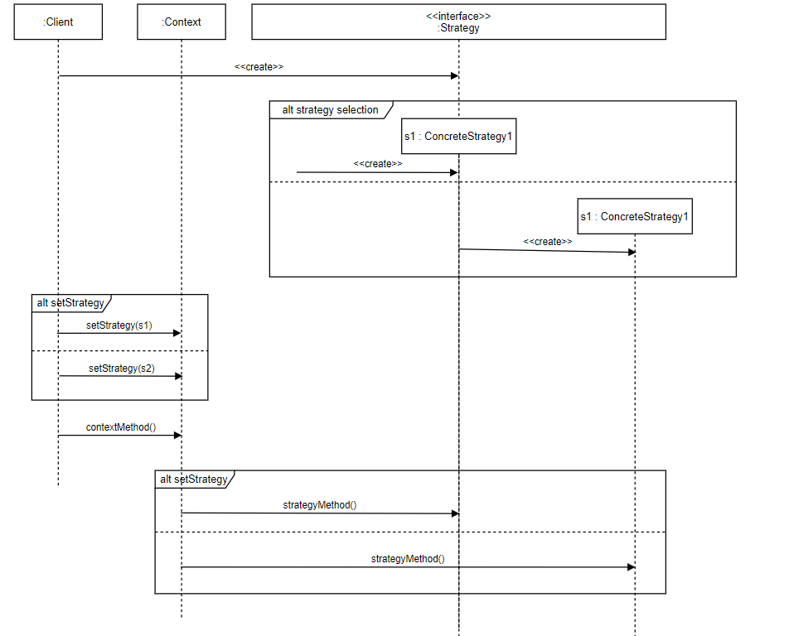 :Client
:Context
<<interface>>
:Strategy
<<create>>
alt strategy selection
s1 : ConcreteStrategy1
<<create>>
s1 : ConcreteStrategy1
<<create>>
alt setStrategy
setStrategy(s1)
setStrategy(s2)
contextMethod()
alt setStrategy
strategyMethod()
strategyMethod()